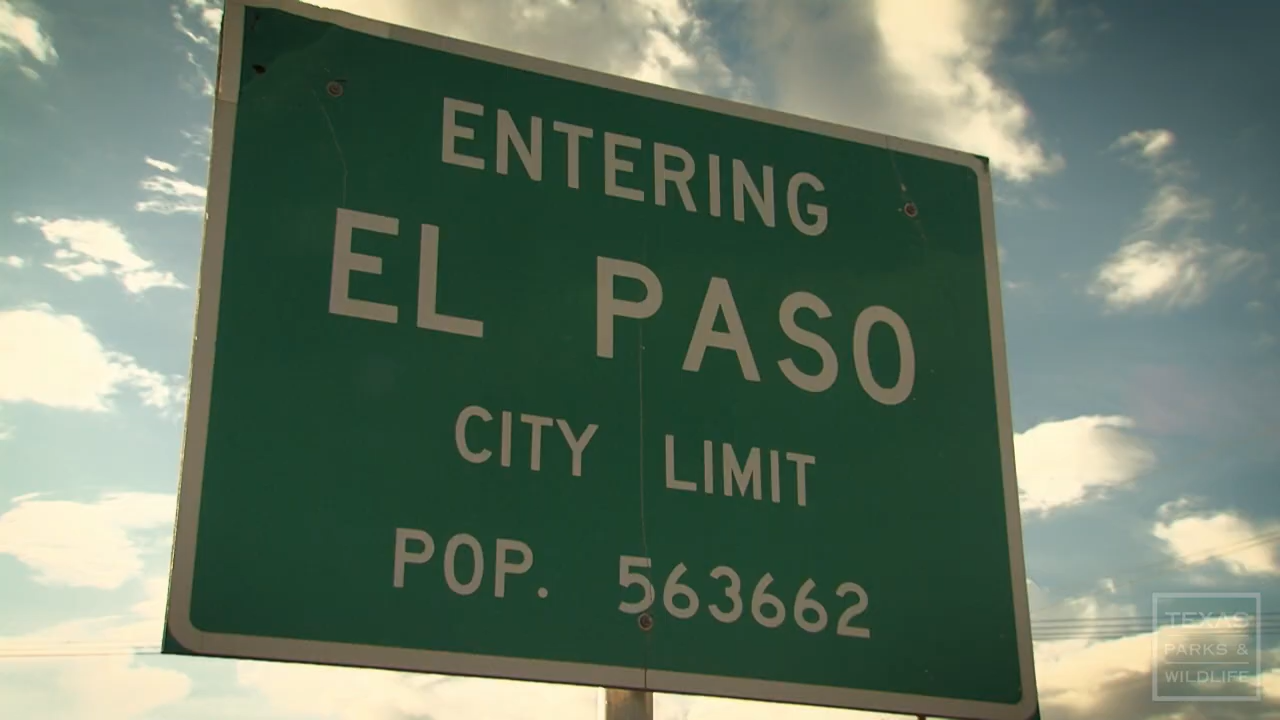 ENTERING
EL PASO
CITY LIMIT
POP. 563662
TEXAS
PARKS &
WILDLIFE